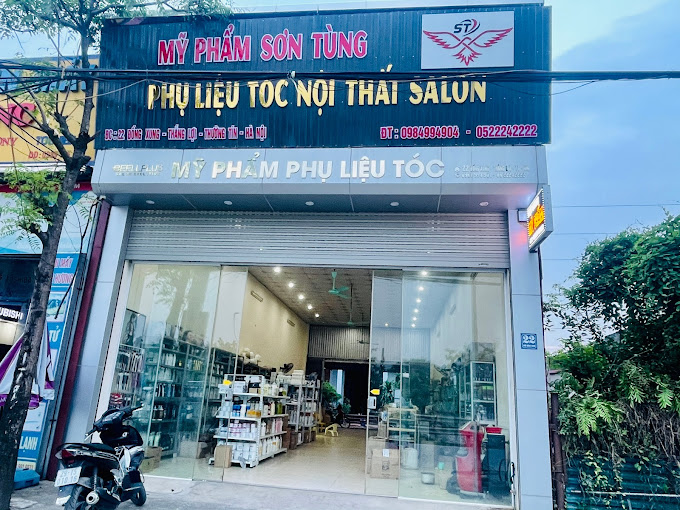 MỸ PHẨM SƠN TÙNG
ST
PHỤ LIỆU TÓC NỘI THẤT SALON
ĐC:22 ĐỒNG XUNG - THẮNG LỢI - THƯỜNG TÍN - HÀ NỘI
ĐT: 0984994904 - 0522242222
MỸ PHẨM PHỤ LIỆU TÓC
22